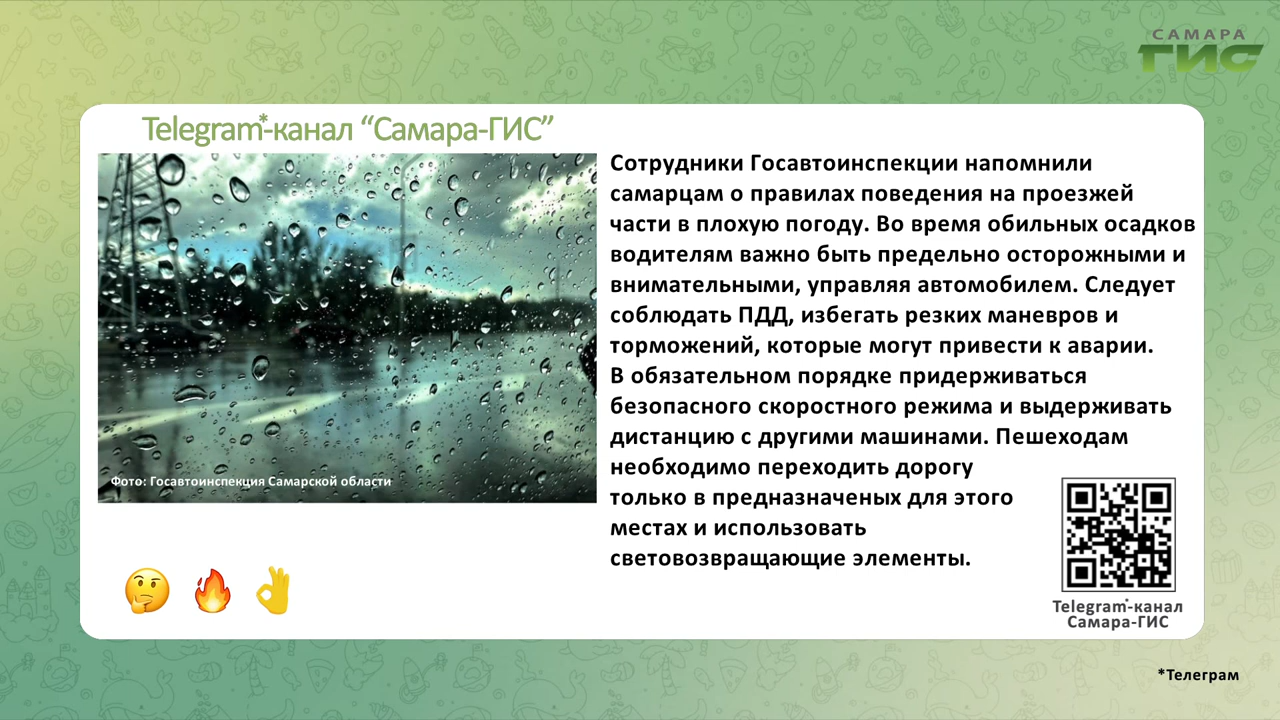 САМАРА
ГИС
Telegram*-канал “Самара-ГИС”
Сотрудники Госавтоинспекции напомнили
самарцам о правилах поведения на проезжей
части в плохую погоду. Во время обильных осадков
водителям важно быть предельно осторожными и
внимательными, управляя автомобилем. Следует
соблюдать ПДД, избегать резких маневров и
торможений, которые могут привести к аварии.
В обязательном порядке придерживаться
безопасного скоростного режима и выдерживать
дистанцию с другими машинами. Пешеходам
необходимо переходить дорогу
только в предназначеных для этого
местах и использовать
световозвращающие элементы.
Фото: Госавтоинспекция Самарской области
Telegram*-канал
Самара-ГИС
*Телеграм